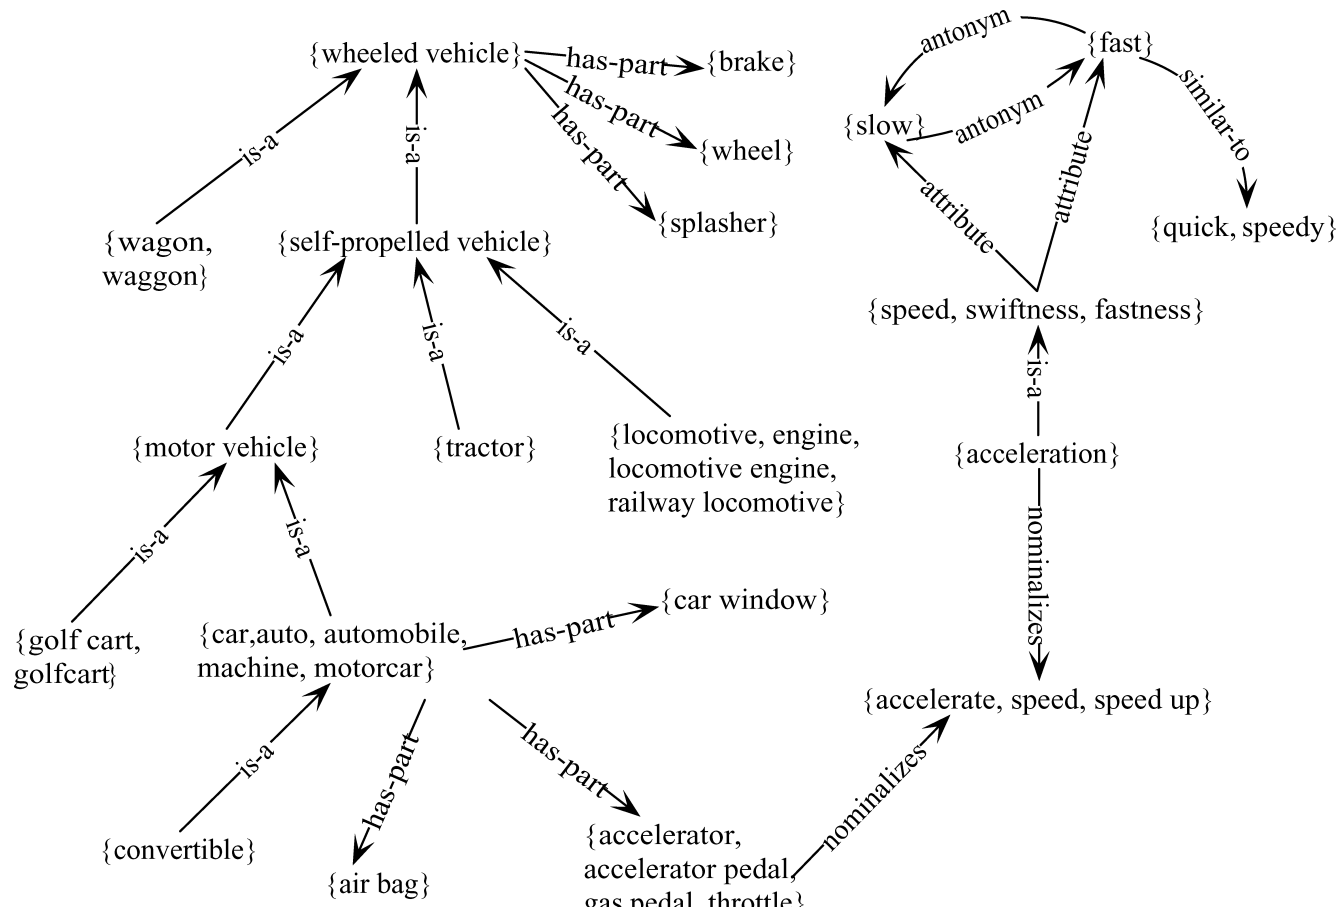 {wheeled vehicle}
has-part
{brake}
has-part
{wheel}
has-part
{splasher}
is-a
is-a
{wagon,
waggon}
{self-propelled vehicle}
is-a
is-a
is-a
{motor vehicle}
{tractor}
{locomotive, engine,
locomotive engine,
railway locomotive}
is-a
is-a
{golf cart,
golfcart}
{car,auto, automobile,
machine, motorcar}
has-part
{car window}
is-a
has-part
has-part
{convertible}
{air bag}
{accelerator,
accelerator pedal,
gas pedal, throttle}
nominalizes
antonym
{fast}
{slow}
antonym
similar-to
attribute
attribute
{quick, speedy}
{speed, swiftness, fastness}
is-a
{acceleration}
nominalizes
{accelerate, speed, speed up}